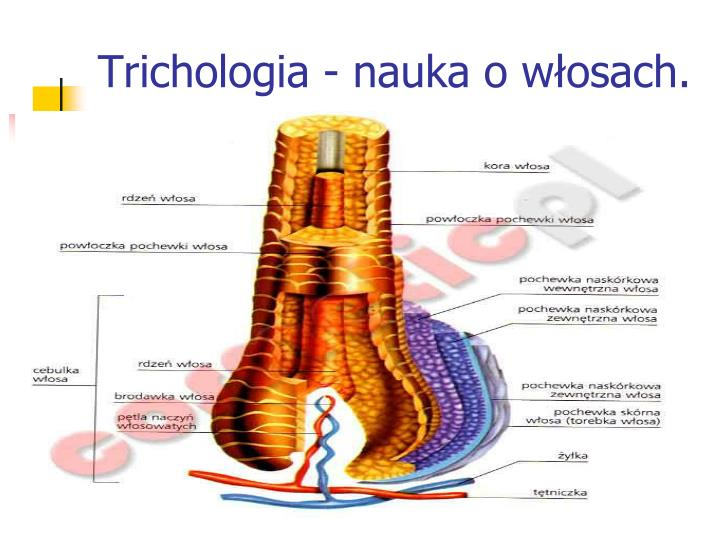 Trichologia - nauka o włosach.
kora włosa
rdzeń włosa
powłoczka pochewki włosa
powłoczka pochewki włosa
pochewka naskórkowa
wewnętrzna włosa
pochewka naskórkowa
zewnętrzna włosa
cebulka
włosa
rdzeń włosa
brodawka włosa
pętla naczyń
włosowatych
pochewka naskórkowa
zewnętrzna włosa
pochewka skórna
włosa (torebka włosa)
żyłka
tętniczka